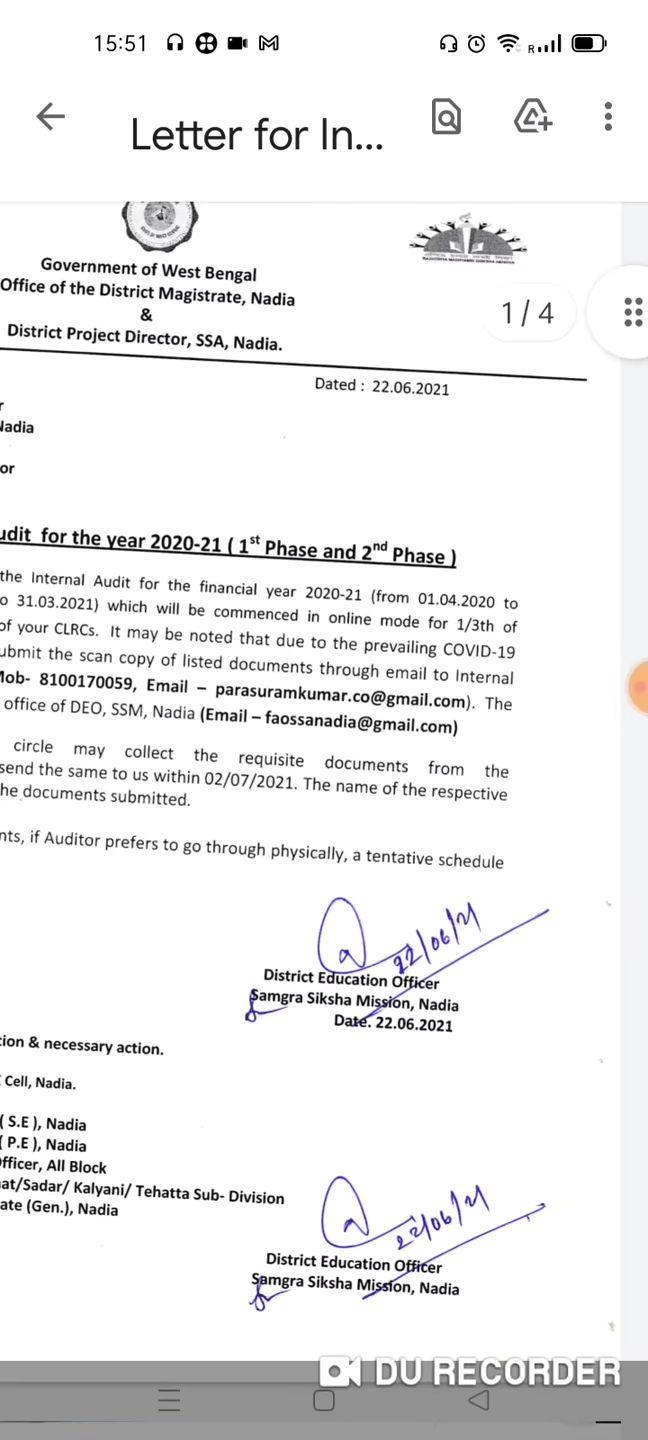 15:51
Letter for In...
Government of West Bengal
Office of the District Magistrate, Nadia
&
District Project Director, SSA, Nadia.
1 / 4
Dated : 22.06.2021
r
Nadia
or
udit for the year 2020-21 ( 1st Phase and 2nd Phase )
the Internal Audit for the financial year 2020-21 (from 01.04.2020 to
o 31.03.2021) which will be commenced in online mode for 1/3th of
of your CLRCs. It may be noted that due to the prevailing COVID-19
ubmit the scan copy of listed documents through email to Internal
Mob- 8100170059, Email – parasuramkumar.co@gmail.com). The
office of DEO, SSM, Nadia (Email – faossanadia@gmail.com)
circle may collect the requisite documents from the
send the same to us within 02/07/2021. The name of the respective
he documents submitted.
nts, if Auditor prefers to go through physically, a tentative schedule
22/06/21
District Education Officer
Samgra Siksha Mission, Nadia
Date. 22.06.2021
tion & necessary action.
Cell, Nadia.
( S.E ), Nadia
( P.E ), Nadia
fficer, All Block
at/Sadar/ Kalyani/ Tehatta Sub- Division
ate (Gen.), Nadia
22/06/21
District Education Officer
Samgra Siksha Mission, Nadia
DU RECORDER